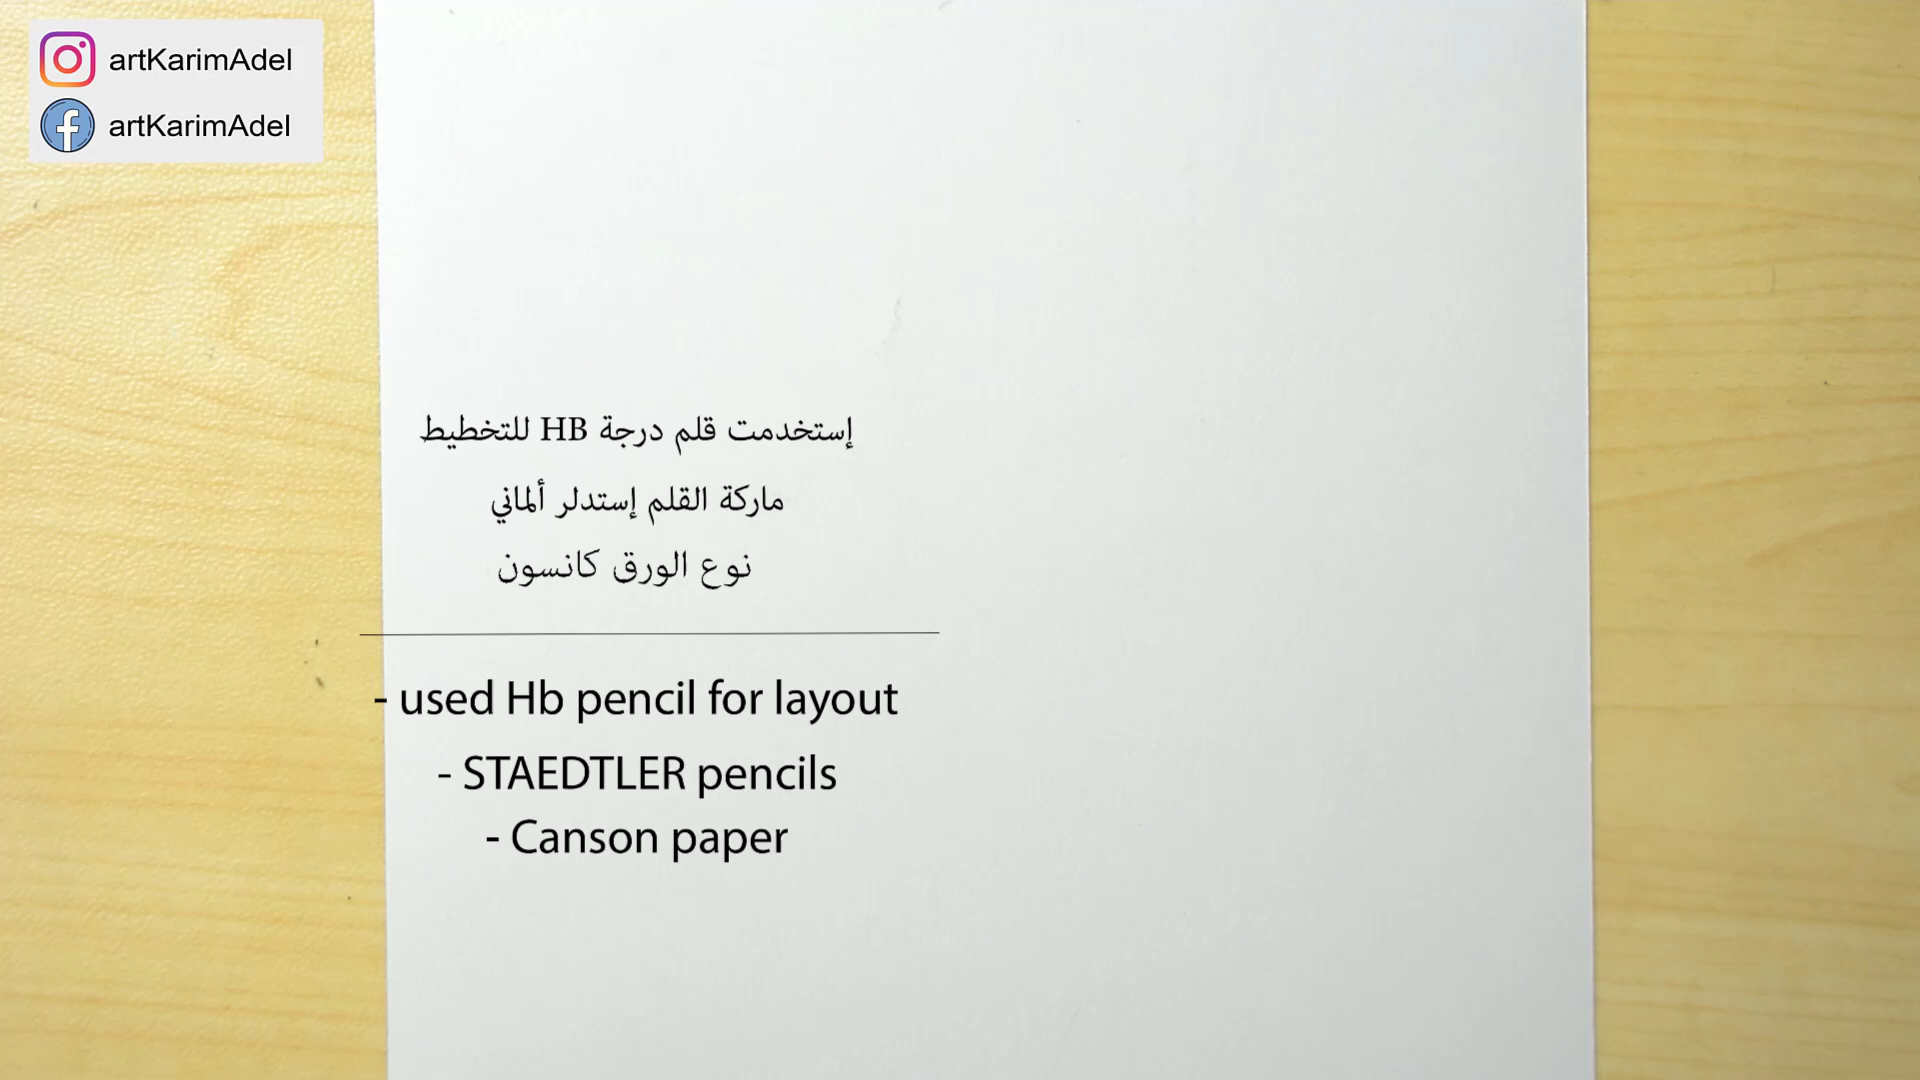 artKarimAdel
artKarimAdel
إستخدمت قلم درجة HB للتخطيط
ماركة القلم إستدلر ألماني
نوع الورق كانسون
- used Hb pencil for layout
- STAEDTLER pencils
- Canson paper